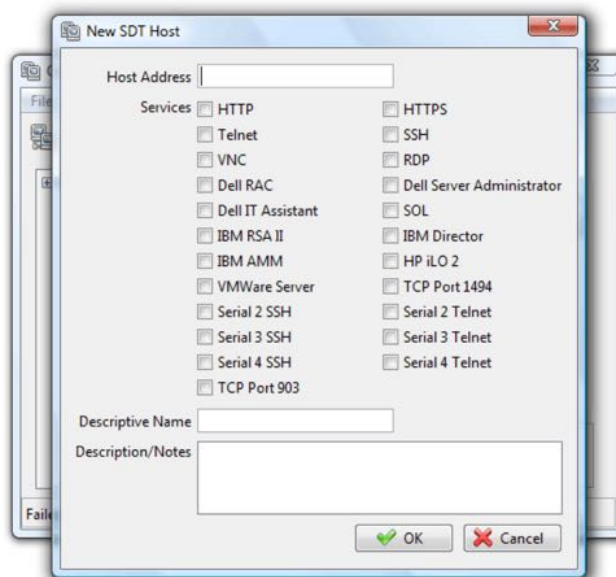 New SDT Host
Host Address
Services HTTP HTTPS
Telnet SSH
VNC RDP
Dell RAC Dell Server Administrator
Dell IT Assistant SOL
IBM RSA II IBM Director
IBM AMM HP iLO 2
VMWare Server TCP Port 1494
Serial 2 SSH Serial 2 Telnet
Serial 3 SSH Serial 3 Telnet
Serial 4 SSH Serial 4 Telnet
TCP Port 903
Descriptive Name
Description/Notes
OK Cancel
File
Faile